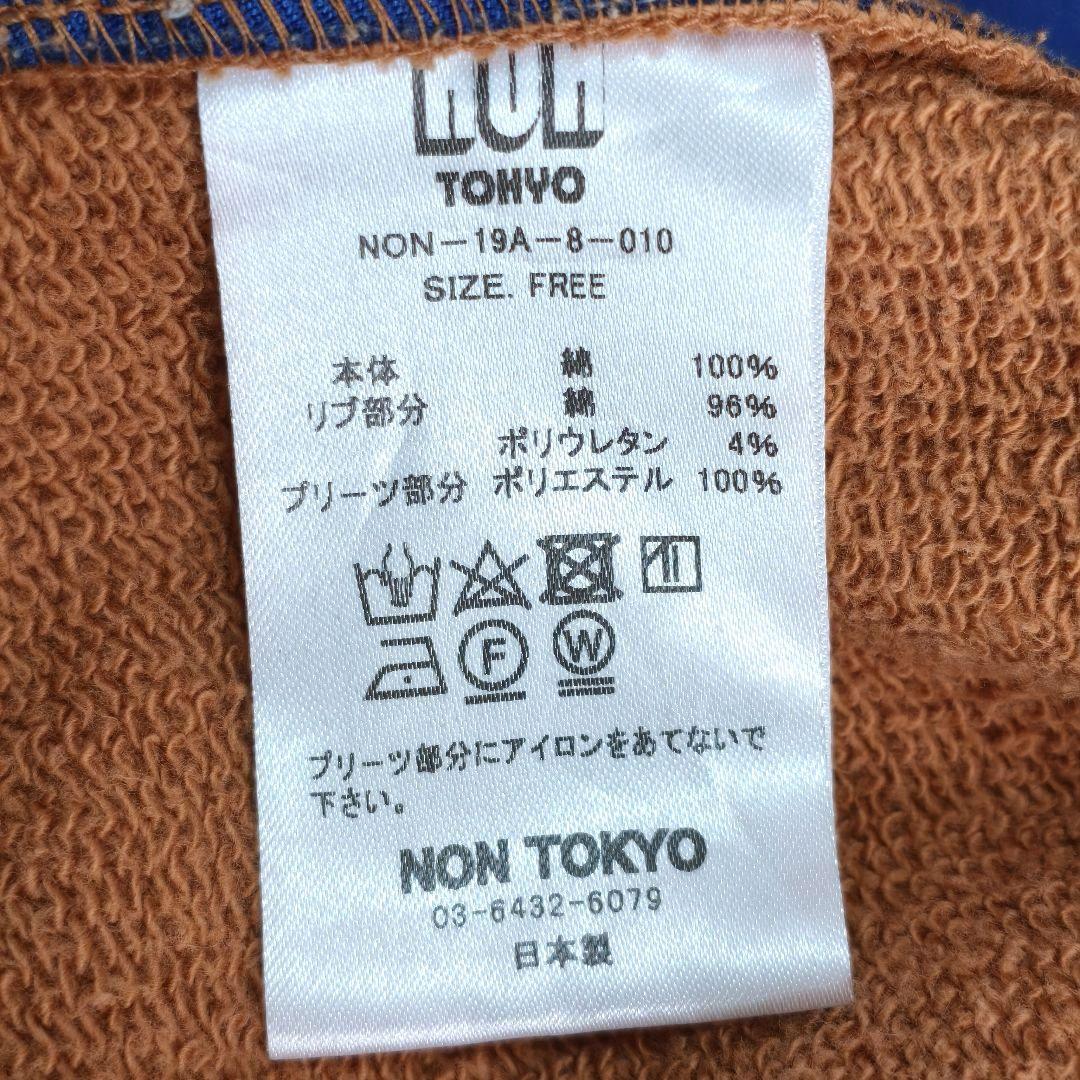 TOKYO
NON-19A-8-010
SIZE. FREE
本体 綿 100%
リブ部分 綿 96%
ポリウレタン 4%
プリーツ部分 ポリエステル 100%
F W
プリーツ部分にアイロンをあてないで
下さい。
NON TOKYO
03-6432-6079
日本製